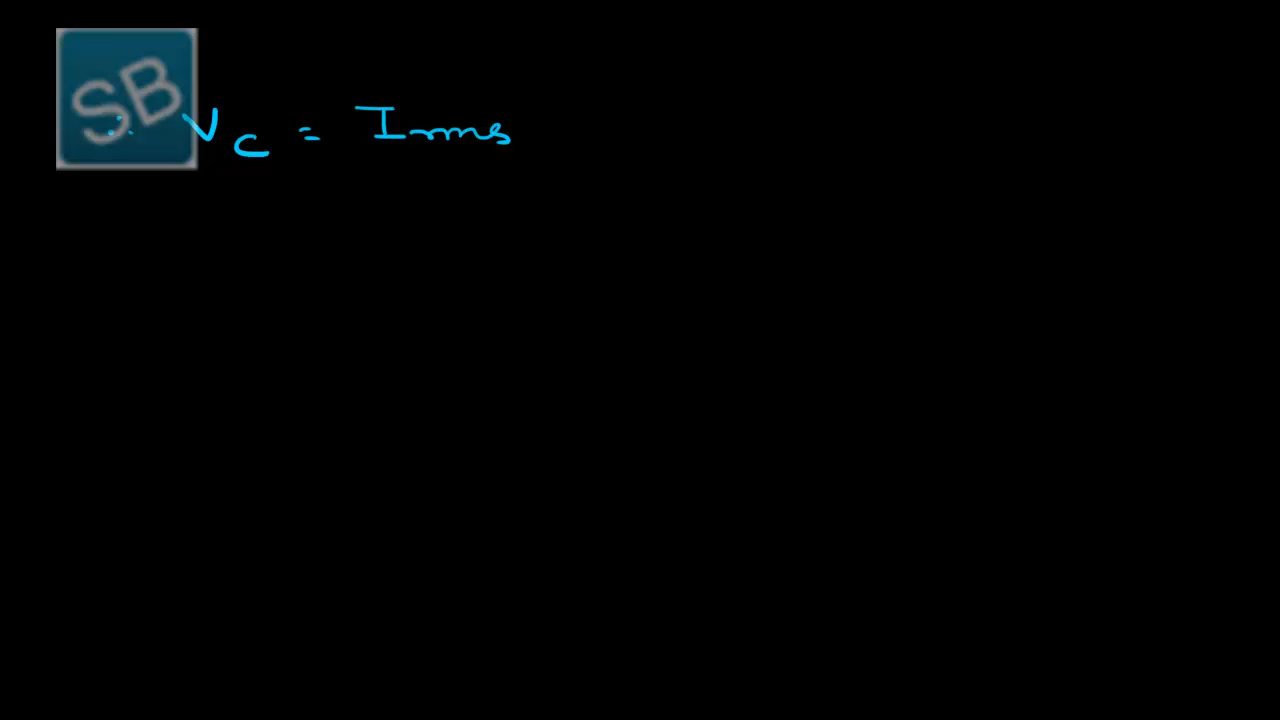 SB
∴ Vc = Irms